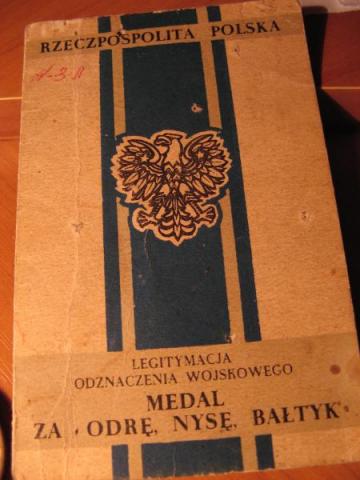 RZECZPOSPOLITA POLSKA
LEGITYMACJA
ODZNACZENIA WOJSKOWEGO
MEDAL
ZA ODRĘ, NYSĘ, BAŁTYK